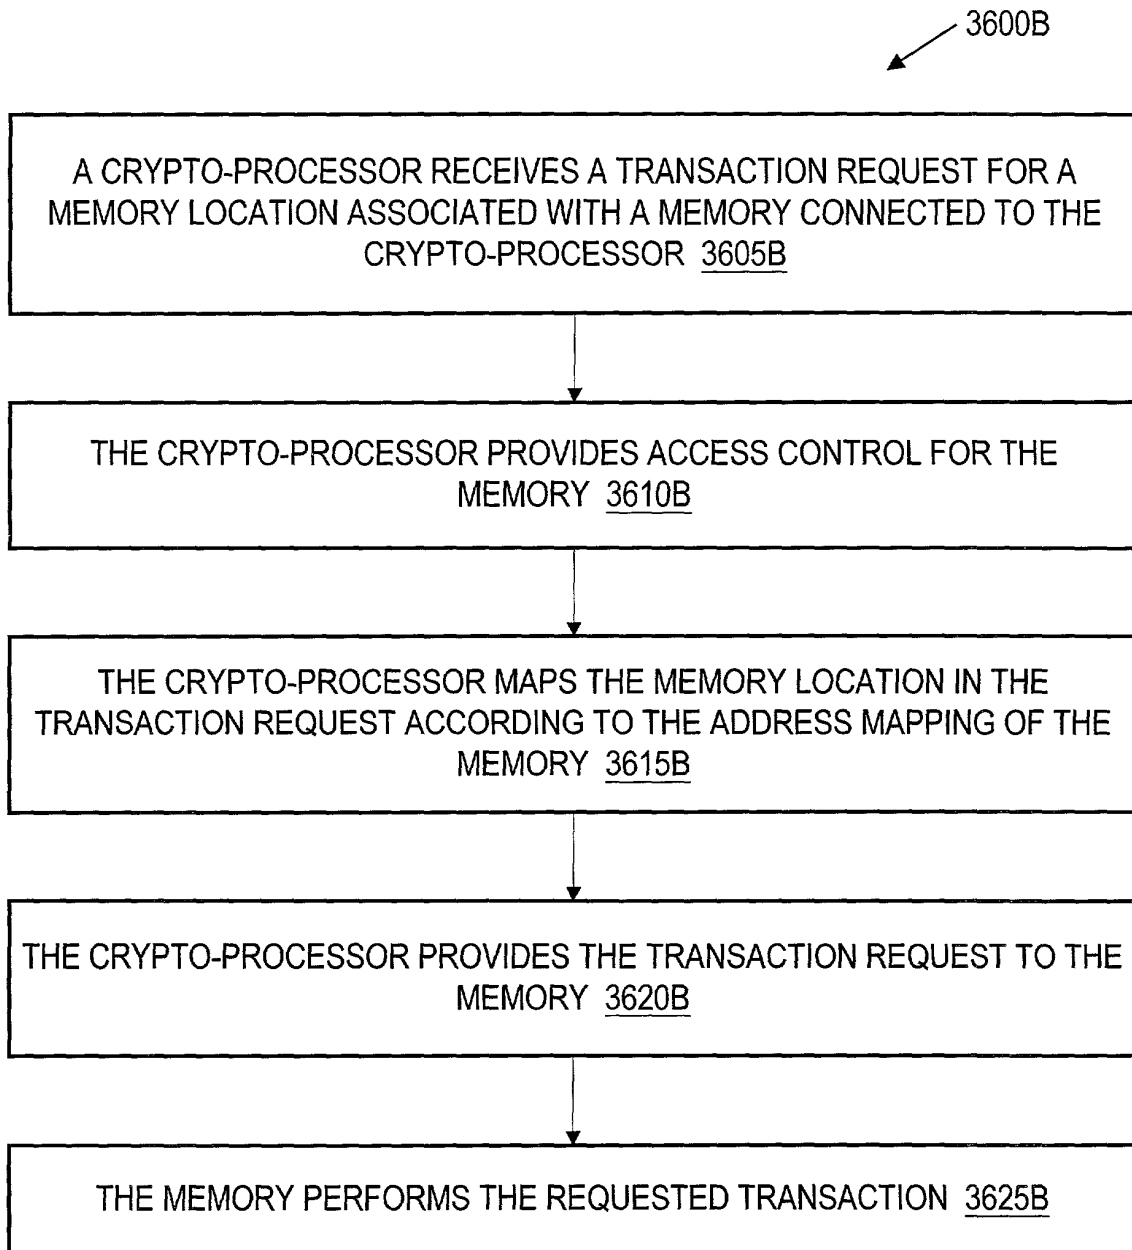 3600B
A CRYPTO-PROCESSOR RECEIVES A TRANSACTION REQUEST FOR A
MEMORY LOCATION ASSOCIATED WITH A MEMORY CONNECTED TO THE
CRYPTO-PROCESSOR 3605B
THE CRYPTO-PROCESSOR PROVIDES ACCESS CONTROL FOR THE
MEMORY 3610B
THE CRYPTO-PROCESSOR MAPS THE MEMORY LOCATION IN THE
TRANSACTION REQUEST ACCORDING TO THE ADDRESS MAPPING OF THE
MEMORY 3615B
THE CRYPTO-PROCESSOR PROVIDES THE TRANSACTION REQUEST TO THE
MEMORY 3620B
THE MEMORY PERFORMS THE REQUESTED TRANSACTION 3625B